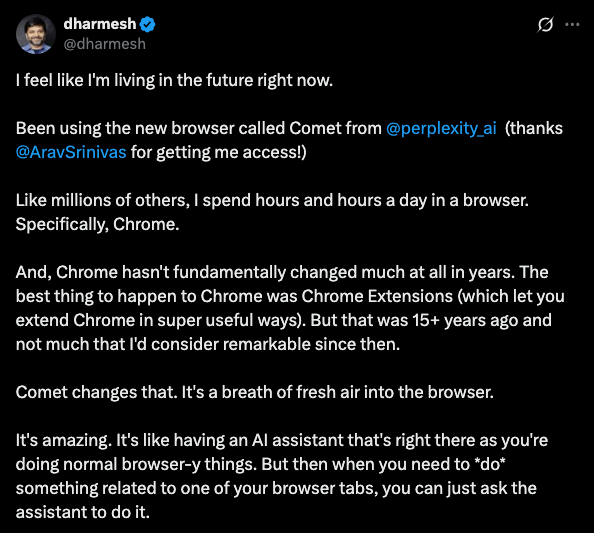 dharmesh
@dharmesh
I feel like I'm living in the future right now.
Been using the new browser called Comet from @perplexity_ai (thanks
@AravSrinivas for getting me access!)
Like millions of others, I spend hours and hours a day in a browser.
Specifically, Chrome.
And, Chrome hasn't fundamentally changed much at all in years. The
best thing to happen to Chrome was Chrome Extensions (which let you
extend Chrome in super useful ways). But that was 15+ years ago and
not much that I'd consider remarkable since then.
Comet changes that. It's a breath of fresh air into the browser.
It's amazing. It's like having an AI assistant that's right there as you're
doing normal browser-y things. But then when you need to *do*
something related to one of your browser tabs, you can just ask the
assistant to do it.